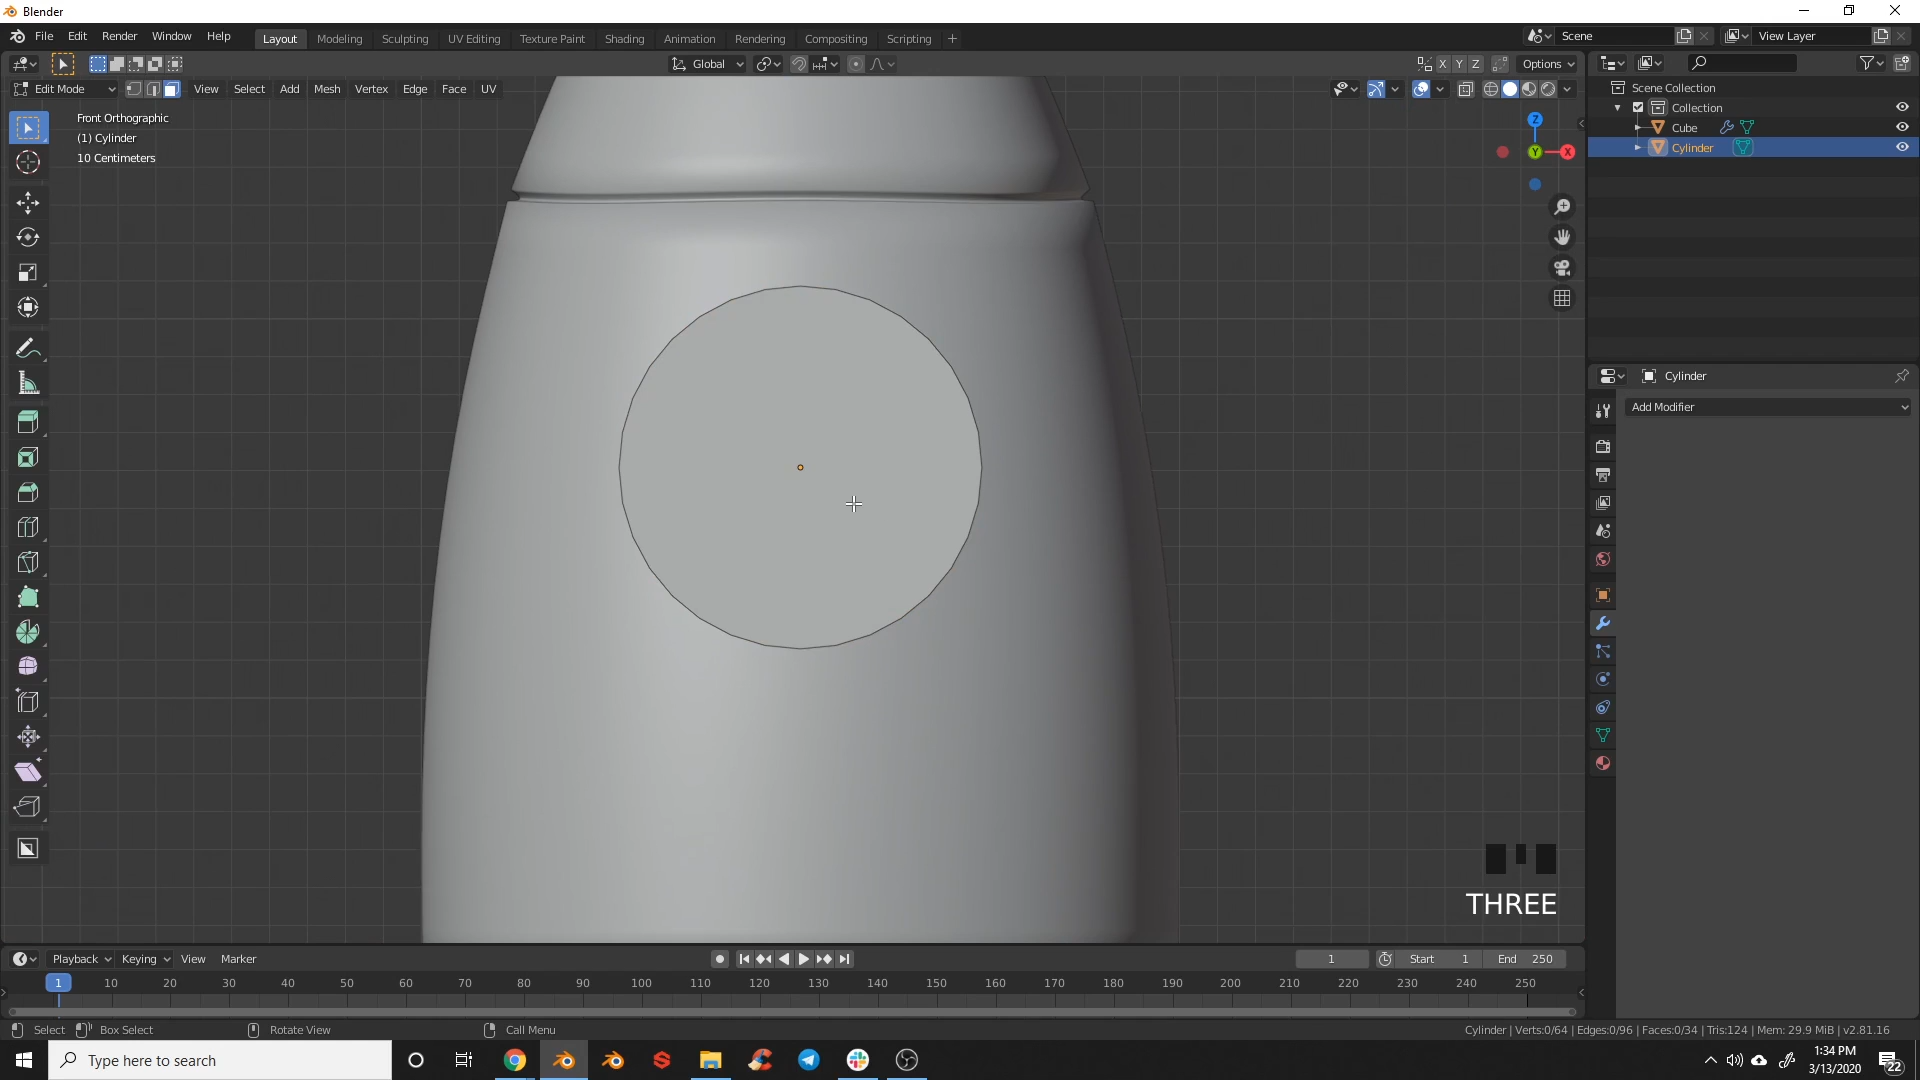 Blender
File Edit Render Window Help
Layout Modeling Sculpting UV Editing Texture Paint Shading Animation Rendering Compositing Scripting +
Scene
View Layer
Global
X Y Z
Options
Edit Mode
View Select Add Mesh Vertex Edge Face UV
Front Orthographic
(1) Cylinder
10 Centimeters
Z
Y
X
Scene Collection
Collection
Cube
Cylinder
Cylinder
Add Modifier
THREE
Playback Keying View Marker
1
Start 1
End 250
1 10 20 30 40 50 60 70 80 90 100 110 120 130 140 150 160 170 180 190 200 210 220 230 240 250
Select
Box Select
Rotate View
Call Menu
Cylinder | Verts:0/64 | Edges:0/96 | Faces:0/34 | Tris:124 | Mem: 29.9 MiB | v2.81.16
Type here to search
1:34 PM
3/13/2020
22